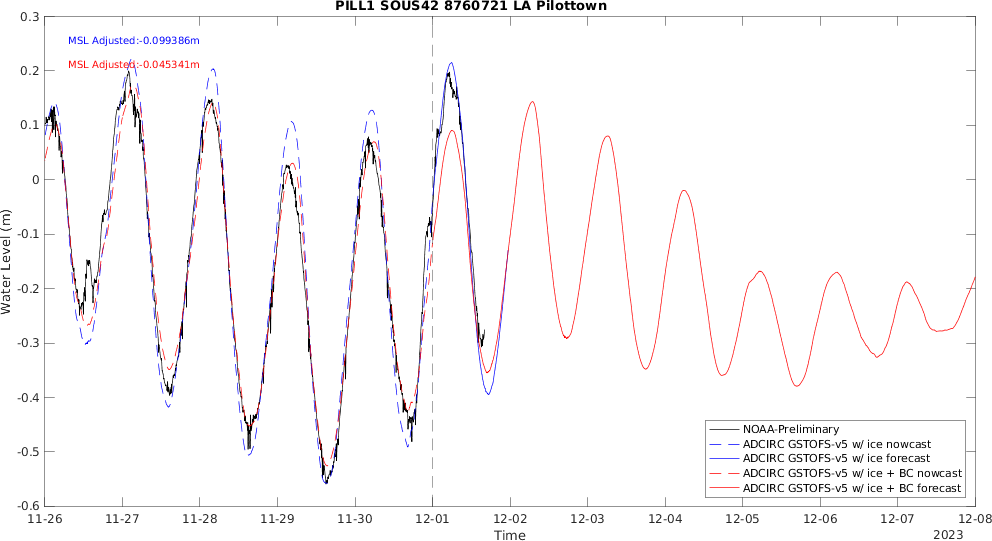 PILL1 SOUS42 8760721 LA Pilottown
MSL Adjusted:-0.099386m
MSL Adjusted:-0.045341m
Water Level (m)
0.3
0.2
0.1
0
-0.1
-0.2
-0.3
-0.4
-0.5
-0.6
NOAA-Preliminary
ADCIRC GSTOFS-v5 w/ ice nowcast
ADCIRC GSTOFS-v5 w/ ice forecast
ADCIRC GSTOFS-v5 w/ ice + BC nowcast
ADCIRC GSTOFS-v5 w/ ice + BC forecast
11-26 11-27 11-28 11-29 11-30 12-01 12-02 12-03 12-04 12-05 12-06 12-07 12-08
Time
2023